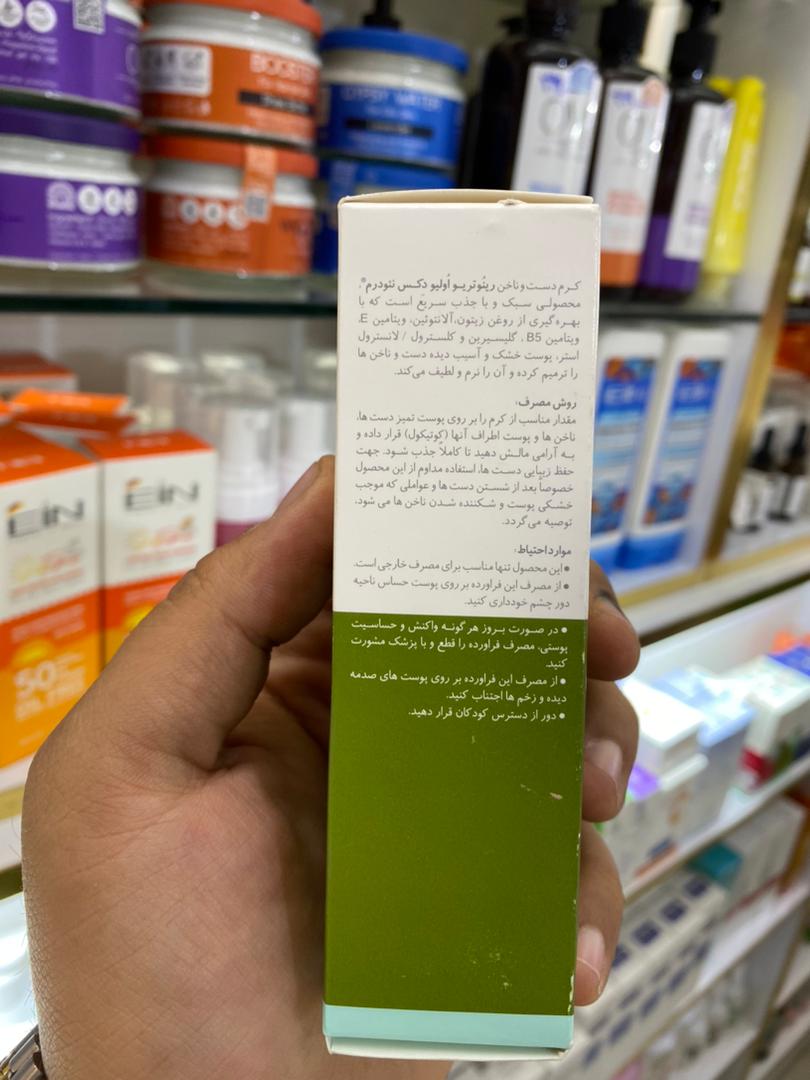 BOOSTER
کرم دست و ناخن رینوتریو اُولیو دکس نئودرم®،
محصولی سبک و با جذب سریع است که با
بهره‌گیری از روغن زیتون، آلانتوئین، ویتامین E،
ویتامین B5، گلیسیرین و کلسترول / لانسترول
استر، پوست خشک و آسیب دیده دست و ناخن ها
را ترمیم کرده و آن را نرم و لطیف می‌کند.
روش مصرف:
مقدار مناسب از کرم را بر روی پوست تمیز دست ها،
ناخن ها و پوست اطراف آنها (کوتیکول) قرار داده و
به آرامی مالش دهید تا کاملاً جذب شود. جهت
حفظ زیبایی دست ها، استفاده مداوم از این محصول
خصوصاً بعد از شستن دست ها و عواملی که موجب
خشکی پوست و شکننده شدن ناخن ها می شود،
توصیه می گردد.
موارد احتیاط:
• این محصول تنها مناسب برای مصرف خارجی است.
• از مصرف این فراورده بر روی پوست حساس ناحیه
دور چشم خودداری کنید.
• در صورت بروز هر گونه واکنش و حساسیت
پوستی، مصرف فراورده را قطع و با پزشک مشورت
کنید.
• از مصرف این فراورده بر روی پوست های صدمه
دیده و زخم ها اجتناب کنید.
• دور از دسترس کودکان قرار دهید.
EIN
EIN
50